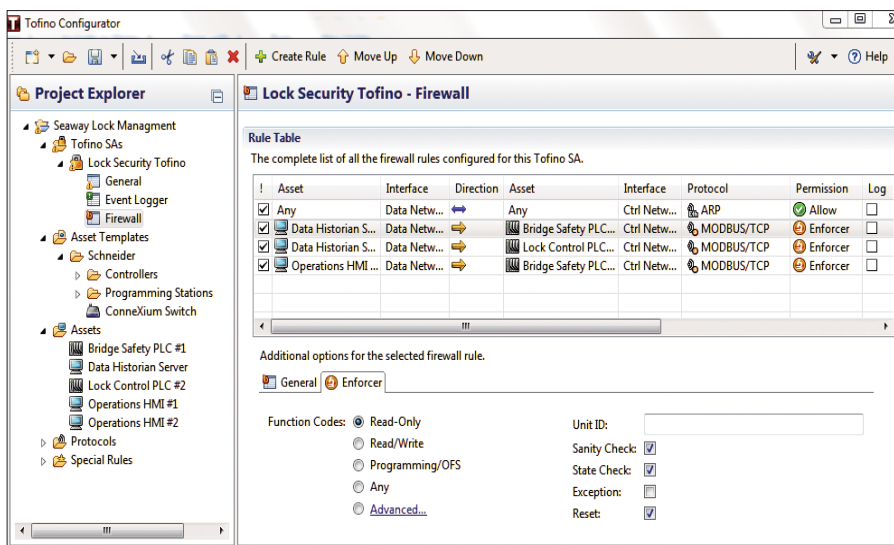 Tofino Configurator
Create Rule Move Up Move Down Help
Project Explorer
Seaway Lock Managment
Tofino SAs
Lock Security Tofino
General
Event Logger
Firewall
Asset Templates
Schneider
Controllers
Programming Stations
ConneXium Switch
Assets
Bridge Safety PLC #1
Data Historian Server
Lock Control PLC #2
Operations HMI #1
Operations HMI #2
Protocols
Special Rules
Lock Security Tofino - Firewall
Rule Table
The complete list of all the firewall rules configured for this Tofino SA.
! Asset Interface Direction Asset Interface Protocol Permission Log
Any Data Netw... Any Ctrl Netw... ARP Allow
Data Historian S... Data Netw... Bridge Safety PLC... Ctrl Netw... MODBUS/TCP Enforcer
Data Historian S... Data Netw... Lock Control PLC... Ctrl Netw... MODBUS/TCP Enforcer
Operations HMI ... Data Netw... Bridge Safety PLC... Ctrl Netw... MODBUS/TCP Enforcer
Additional options for the selected firewall rule.
General Enforcer
Function Codes: Read-Only
Read/Write
Programming/OFS
Any
Advanced...
Unit ID:
Sanity Check:
State Check:
Exception:
Reset: